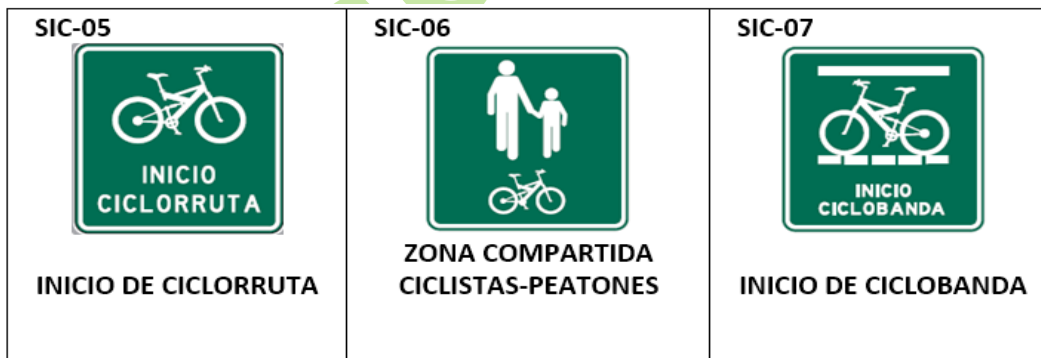 SIC-05
INICIO
CICLORRUTA
INICIO DE CICLORRUTA
SIC-06
ZONA COMPARTIDA
CICLISTAS-PEATONES
SIC-07
INICIO
CICLOBANDA
INICIO DE CICLOBANDA